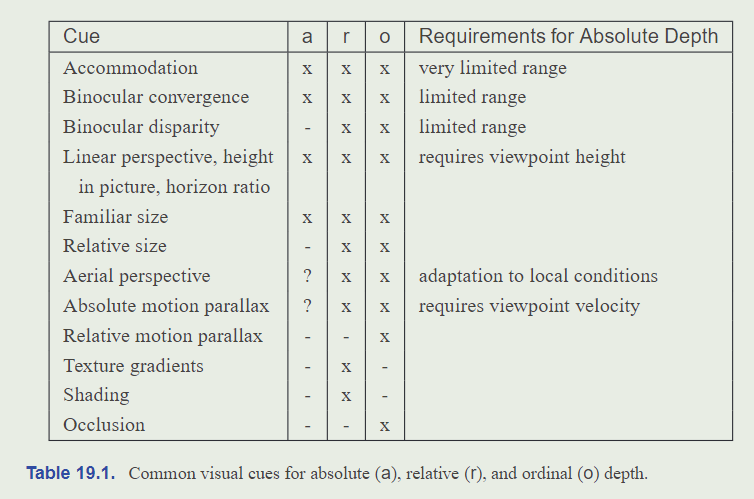 Cue a r o Requirements for Absolute Depth
Accommodation x x x very limited range
Binocular convergence x x x limited range
Binocular disparity - x x limited range
Linear perspective, height x x x requires viewpoint height
in picture, horizon ratio
Familiar size x x x
Relative size - x x
Aerial perspective ? x x adaptation to local conditions
Absolute motion parallax ? x x requires viewpoint velocity
Relative motion parallax - - x
Texture gradients - x -
Shading - x -
Occlusion - - x
Table 19.1. Common visual cues for absolute (a), relative (r), and ordinal (o) depth.